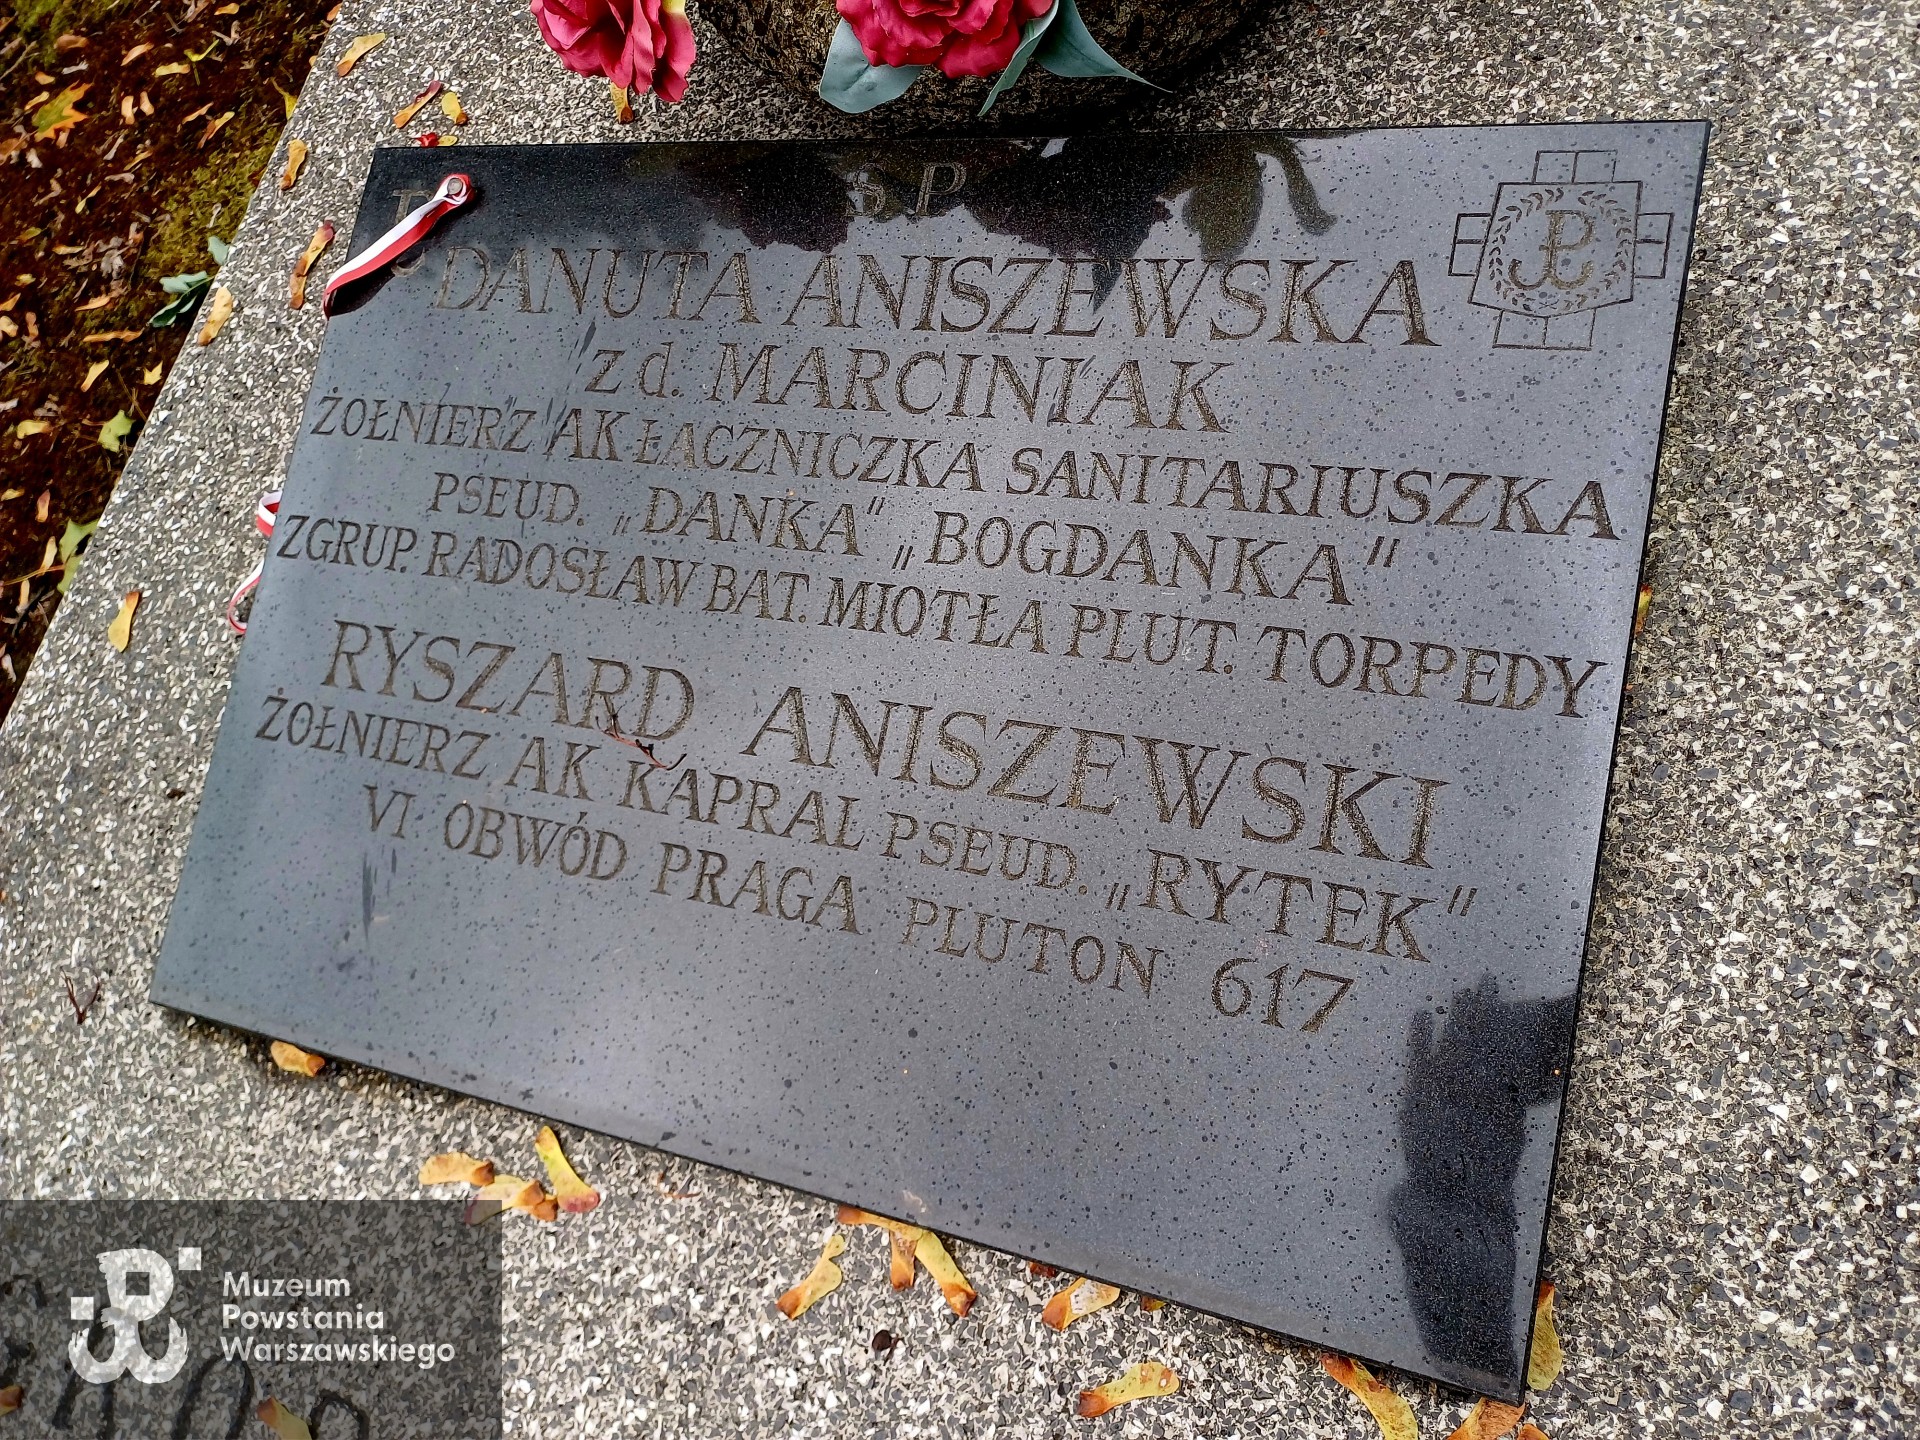 Ś.P.
DANUTA ANISZEWSKA
z d. MARCINIAK
ŻOŁNIERZ AK ŁĄCZNICZKA SANITARIUSZKA
PSEUD. „DANKA" „BOGDANKA"
ZGRUP. RADOSŁAW BAT. MIOTŁA PLUT. TORPEDY
RYSZARD ANISZEWSKI
ŻOŁNIERZ AK KAPRAL PSEUD. „RYTEK"
VI OBWÓD PRAGA PLUTON 617
Muzeum
Powstania
Warszawskiego